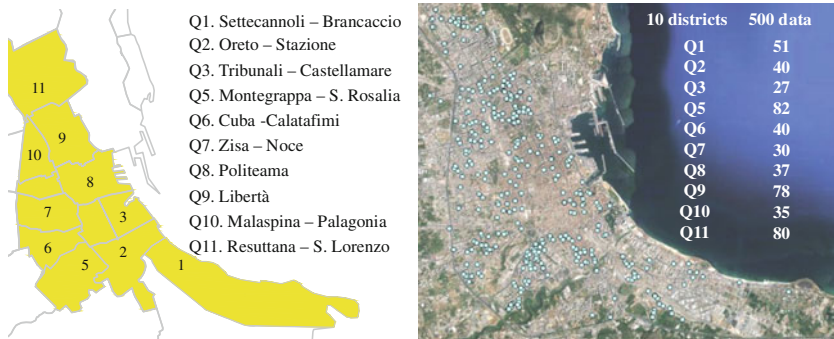 Q1. Settecannoli – Brancaccio
Q2. Oreto – Stazione
Q3. Tribunali – Castellamare
Q5. Montegrappa – S. Rosalia
Q6. Cuba -Calatafimi
Q7. Zisa – Noce
Q8. Politeama
Q9. Libertà
Q10. Malaspina – Palagonia
Q11. Resuttana – S. Lorenzo
11
9
10
8
7
3
6
2
5
1
10 districts 500 data
Q1 51
Q2 40
Q3 27
Q5 82
Q6 40
Q7 30
Q8 37
Q9 78
Q10 35
Q11 80